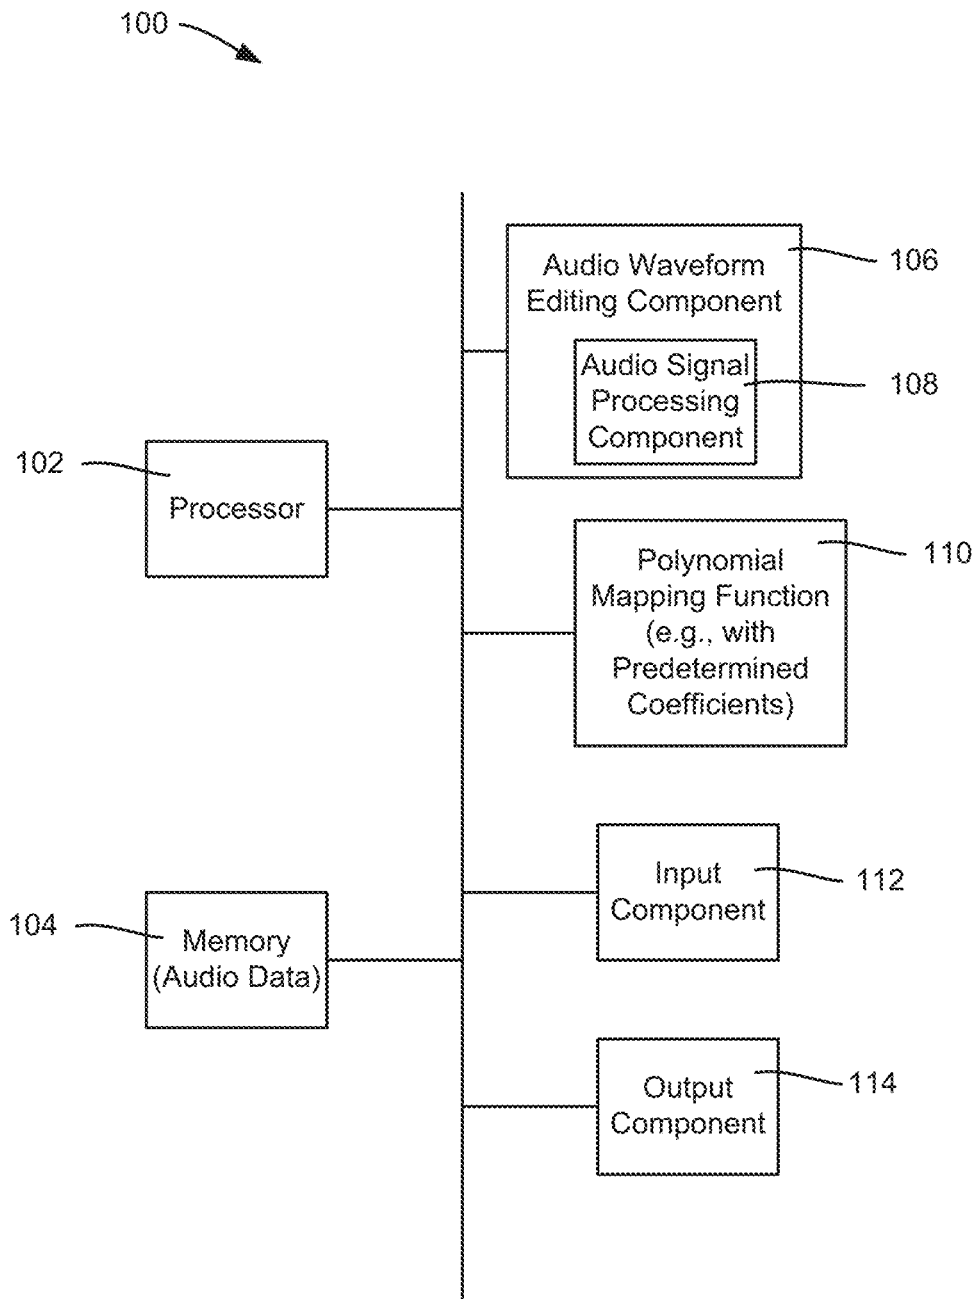 100
Audio Waveform
Editing Component
106
Audio Signal
Processing
Component
108
102
Processor
Polynomial
Mapping Function
(e.g., with
Predetermined
Coefficients)
110
Input
Component
112
104
Memory
(Audio Data)
Output
Component
114